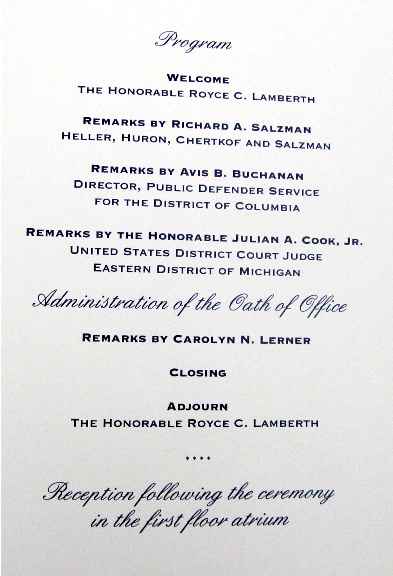 Program
Welcome
The Honorable Royce C. Lamberth
Remarks by Richard A. Salzman
Heller, Huron, Chertkof and Salzman
Remarks by Avis B. Buchanan
Director, Public Defender Service
for the District of Columbia
Remarks by the Honorable Julian A. Cook, Jr.
United States District Court Judge
Eastern District of Michigan
Administration of the Oath of Office
Remarks by Carolyn N. Lerner
Closing
Adjourn
The Honorable Royce C. Lamberth
Reception following the ceremony
in the first floor atrium